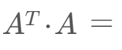 A^T · A =